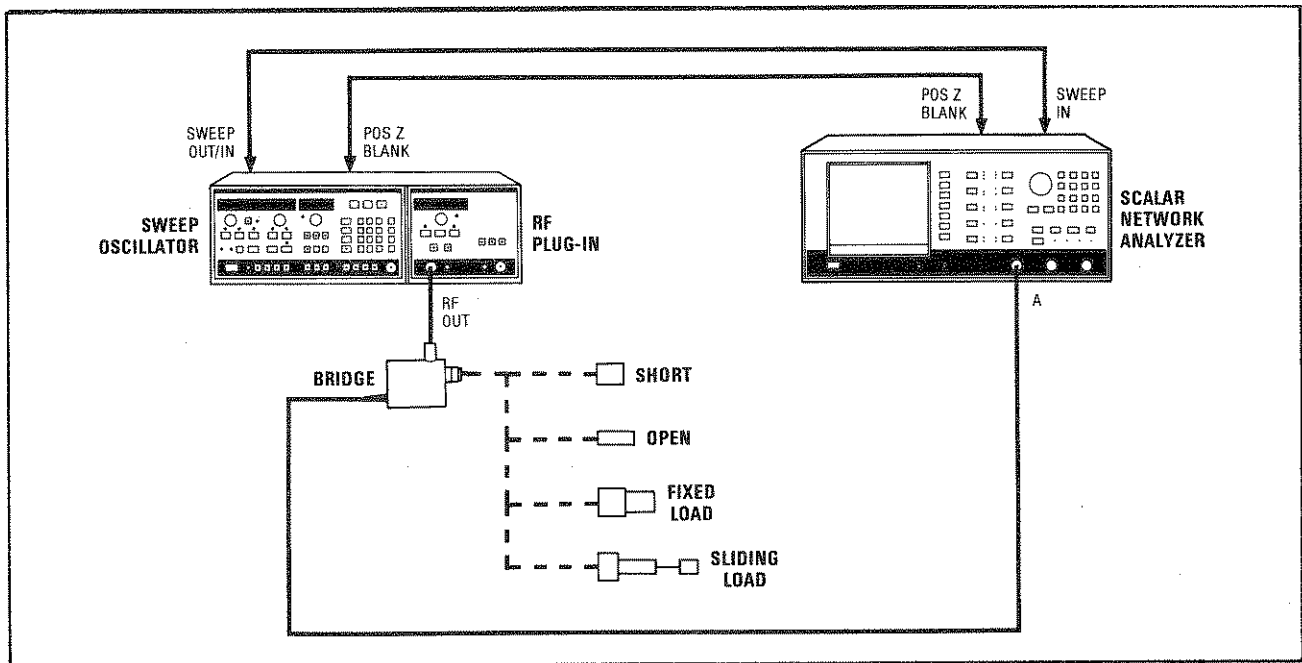 POS Z
BLANK
SWEEP
IN
SWEEP
OUT/IN
POS Z
BLANK
SWEEP
OSCILLATOR
RF
PLUG-IN
SCALAR
NETWORK
ANALYZER
RF
OUT
A
BRIDGE
SHORT
OPEN
FIXED
LOAD
SLIDING
LOAD